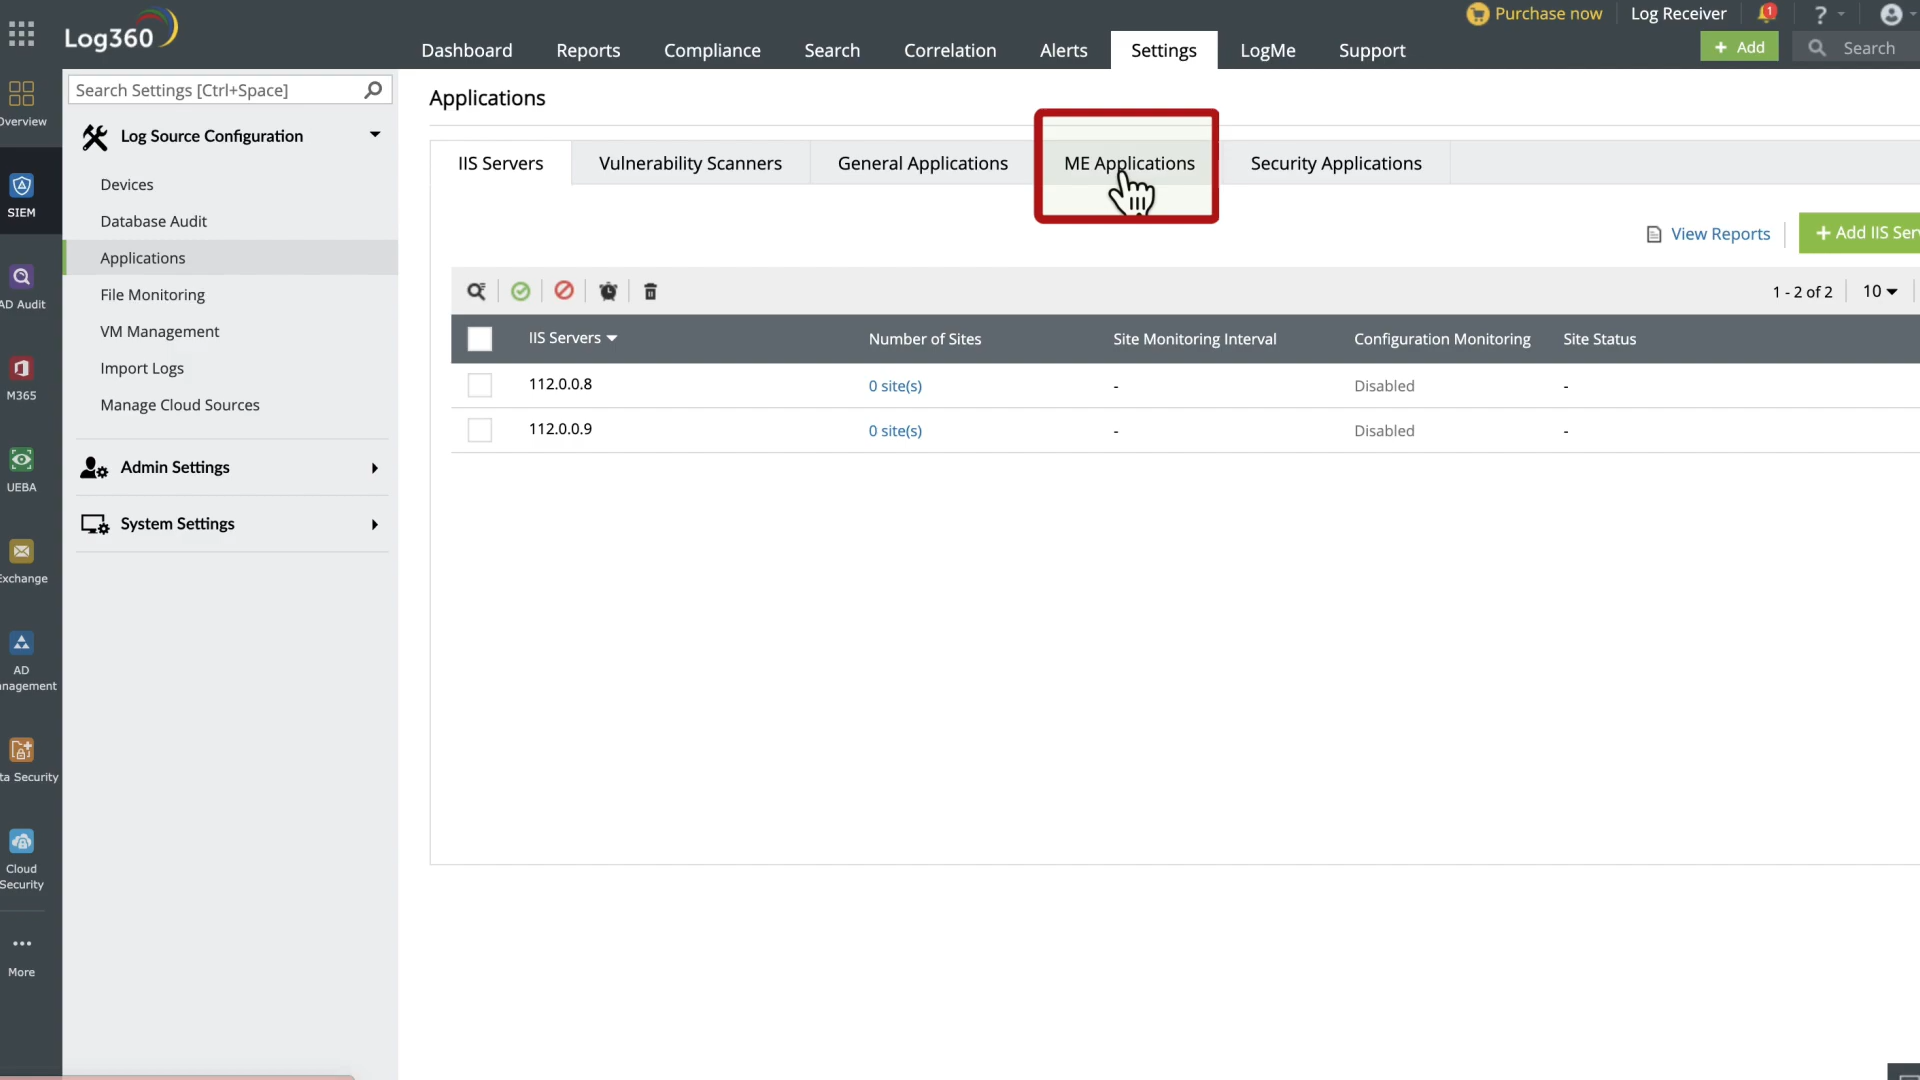 Log360
Purchase now
Log Receiver
1
?
Dashboard
Reports
Compliance
Search
Correlation
Alerts
Settings
LogMe
Support
+ Add
Search
Overview
SIEM
AD Audit
M365
UEBA
Exchange
AD
nagement
ta Security
Cloud
Security
More
Search Settings [Ctrl+Space]
Log Source Configuration
Devices
Database Audit
Applications
File Monitoring
VM Management
Import Logs
Manage Cloud Sources
Admin Settings
System Settings
Applications
IIS Servers
Vulnerability Scanners
General Applications
ME Applications
Security Applications
View Reports
+ Add IIS Serv
1 - 2 of 2
10
IIS Servers
Number of Sites
Site Monitoring Interval
Configuration Monitoring
Site Status
112.0.0.8
0 site(s)
-
Disabled
-
112.0.0.9
0 site(s)
-
Disabled
-